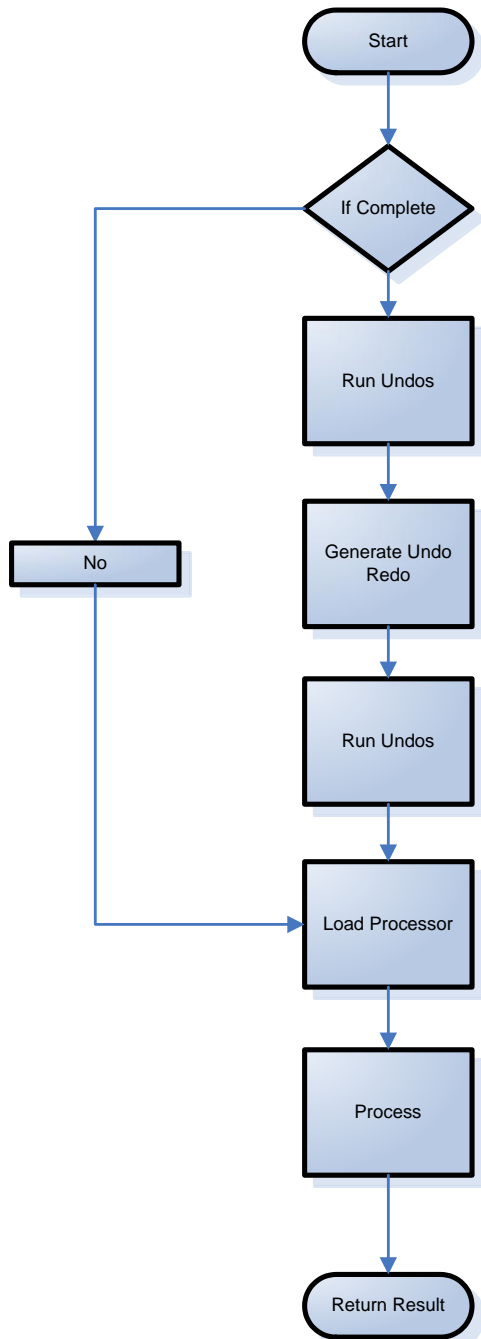 Start
If Complete
Run Undos
Generate Undo
Redo
No
Run Undos
Load Processor
Process
Return Result